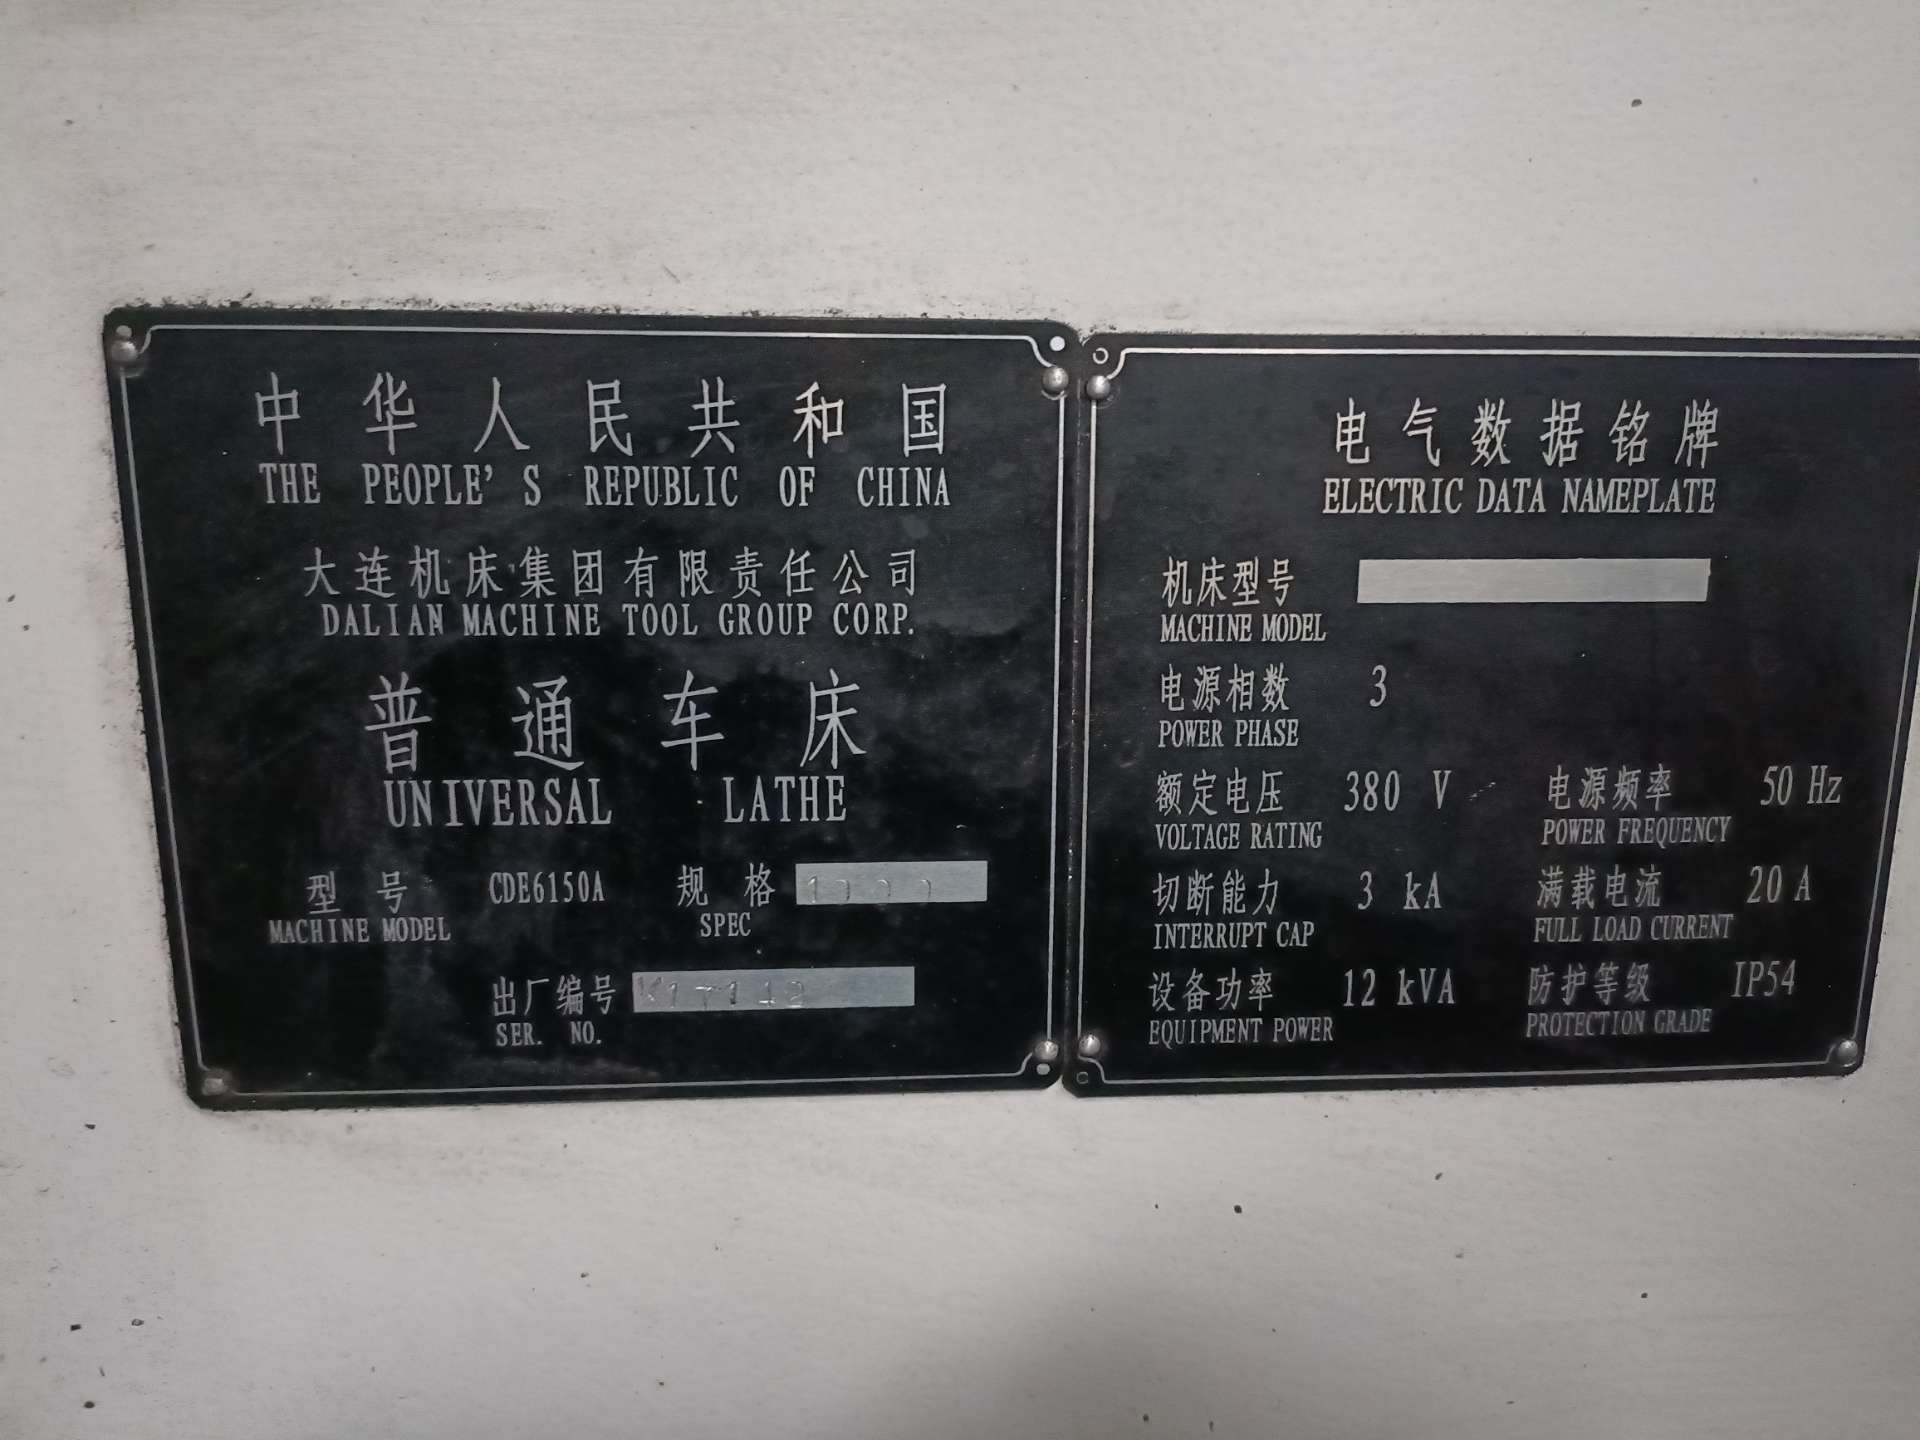 中华人民共和国
THE PEOPLE'S REPUBLIC OF CHINA
大连机床集团有限责任公司
DALIAN MACHINE TOOL GROUP CORP.
普通车床
UNIVERSAL LATHE
型号 CDE6150A 规格
MACHINE MODEL SPEC
出厂编号
SER. NO.
电气数据铭牌
ELECTRIC DATA NAMEPLATE
机床型号
MACHINE MODEL
电源相数 3
POWER PHASE
额定电压 380 V 电源频率 50 Hz
VOLTAGE RATING POWER FREQUENCY
切断能力 3 kA 满载电流 20 A
INTERRUPT CAP FULL LOAD CURRENT
设备功率 12 kVA 防护等级 IP54
EQUIPMENT POWER PROTECTION GRADE